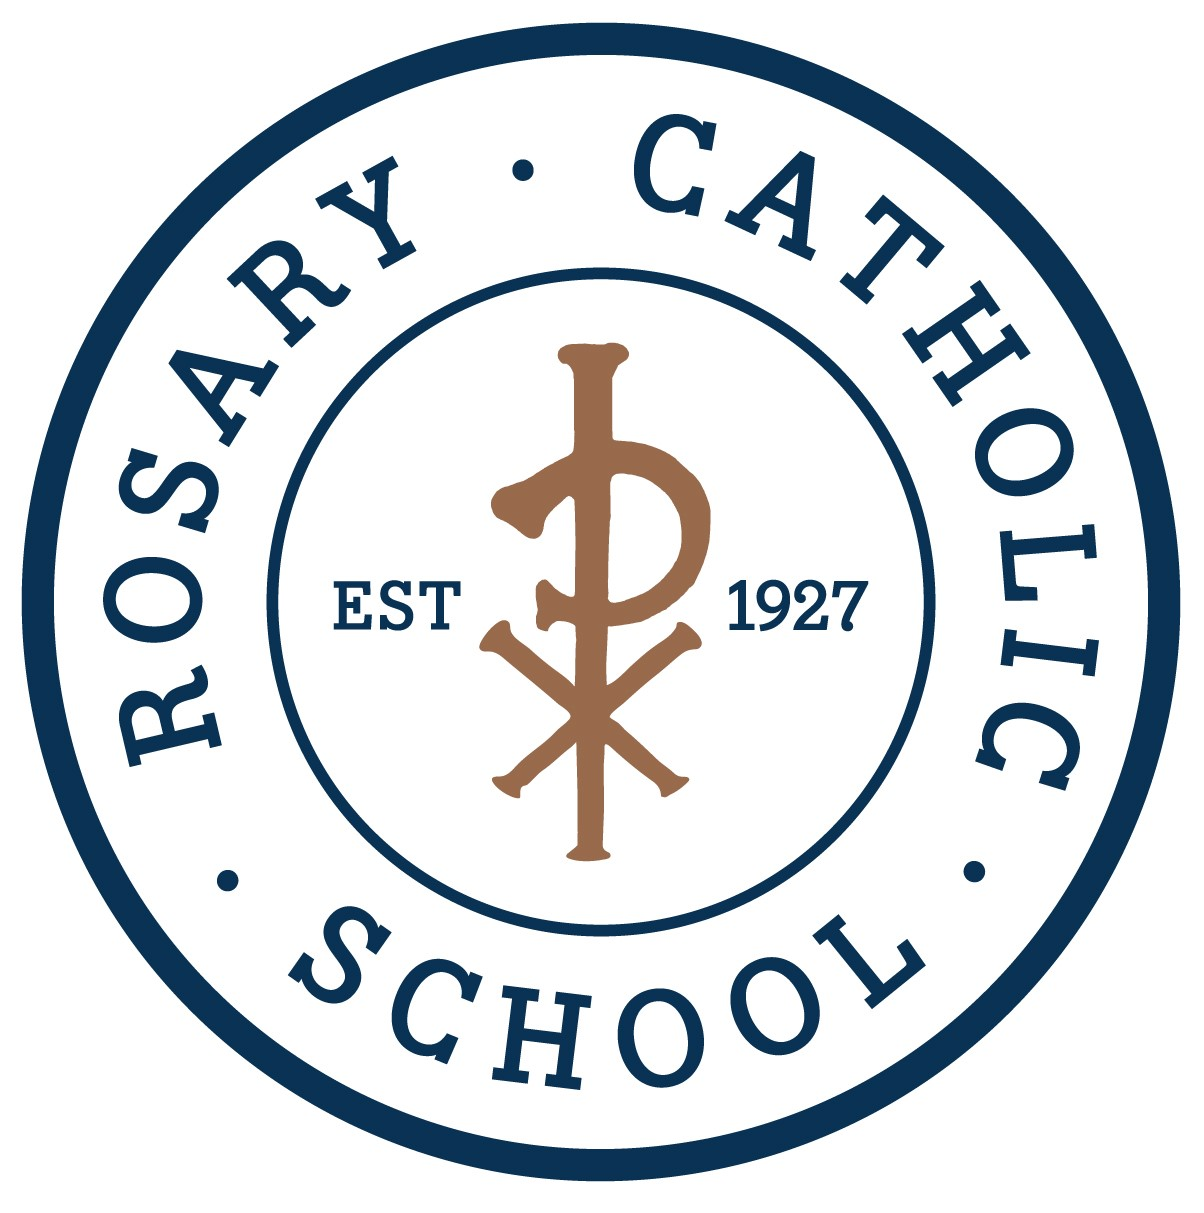 ROSARY · CATHOLIC · SCHOOL ·
EST 1927